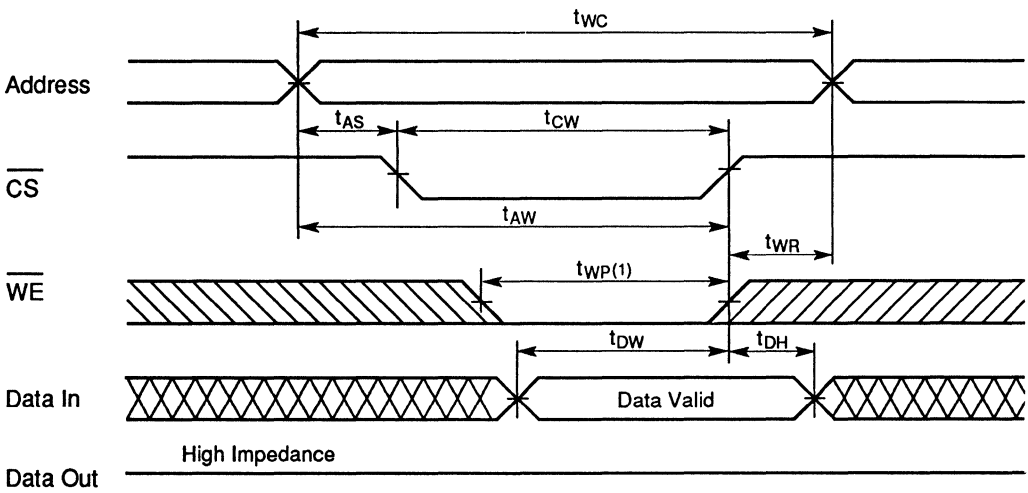 tWC
Address
tAS
tCW
CS
tAW
tWR
WE
tWP(1)
tDW
tDH
Data In
Data Valid
High Impedance
Data Out